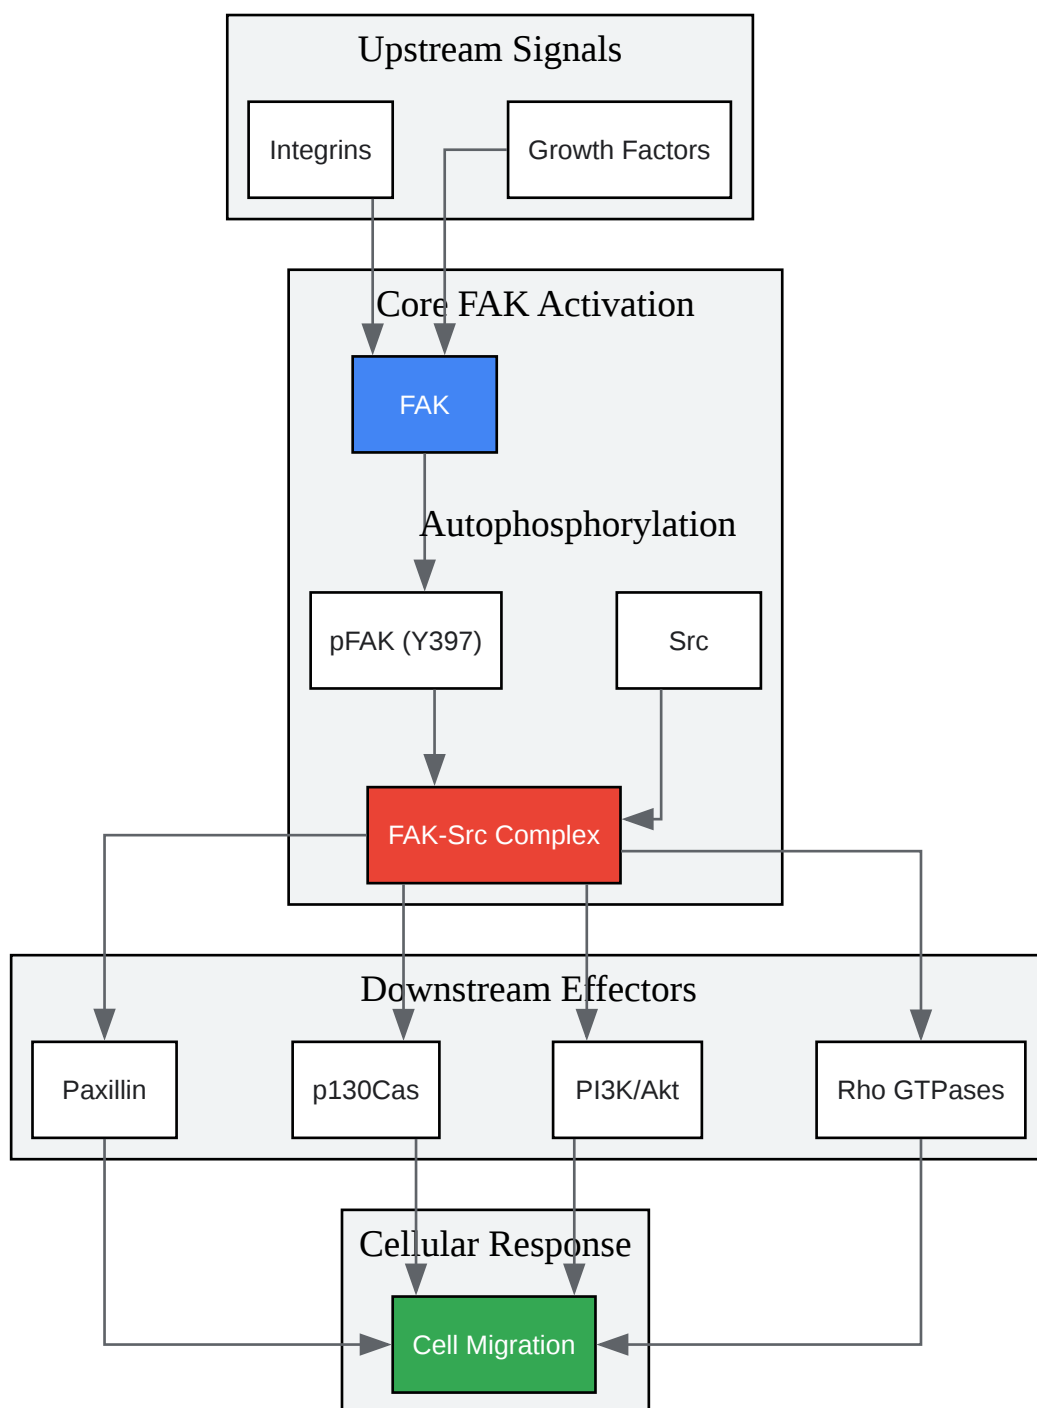 Upstream Signals
Integrins
Growth Factors
Core FAK Activation
FAK
Autophosphorylation
pFAK (Y397)
Src
FAK-Src Complex
Downstream Effectors
Paxillin
p130Cas
PI3K/Akt
Rho GTPases
Cellular Response
Cell Migration